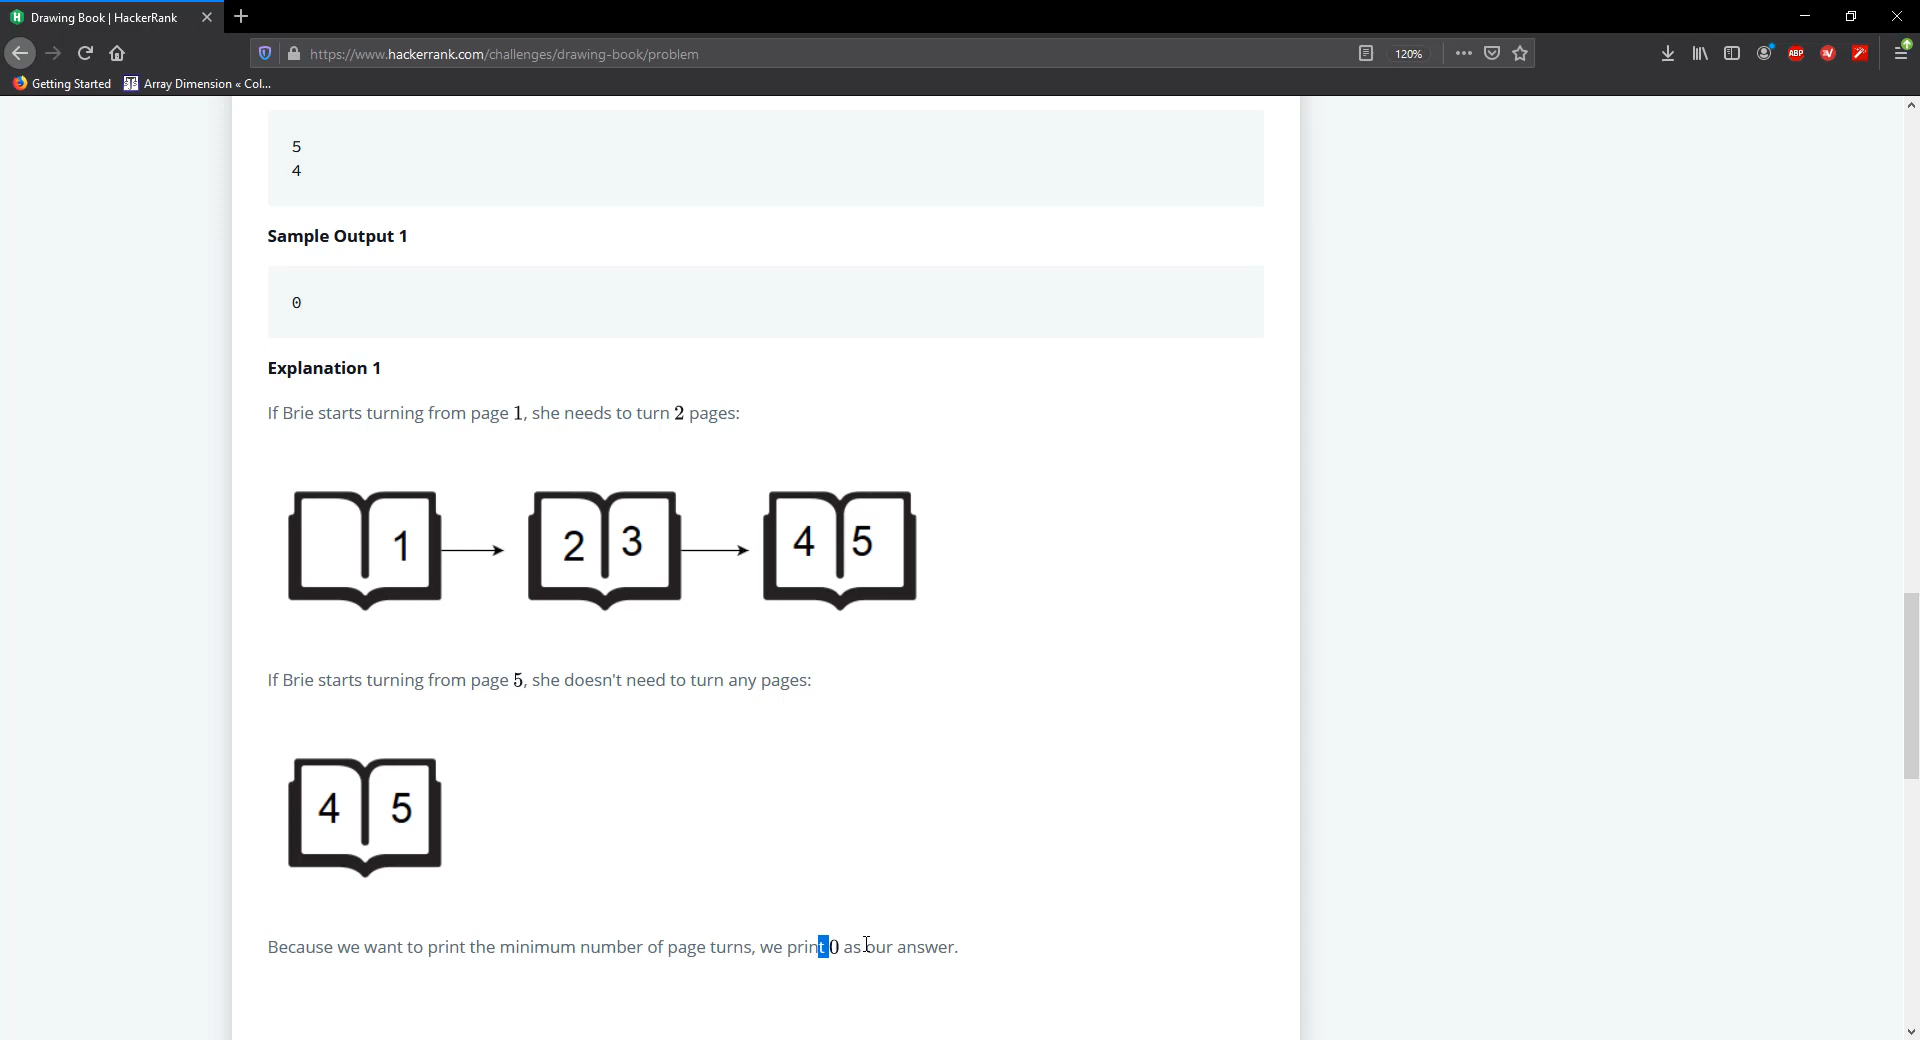 Drawing Book | HackerRank
https://www.hackerrank.com/challenges/drawing-book/problem
120%
ABP
Getting Started
Array Dimension « Col...
5
4
Sample Output 1
0
Explanation 1
If Brie starts turning from page 1, she needs to turn 2 pages:
1 2 3 4 5
If Brie starts turning from page 5, she doesn't need to turn any pages:
4 5
Because we want to print the minimum number of page turns, we print 0 as our answer.